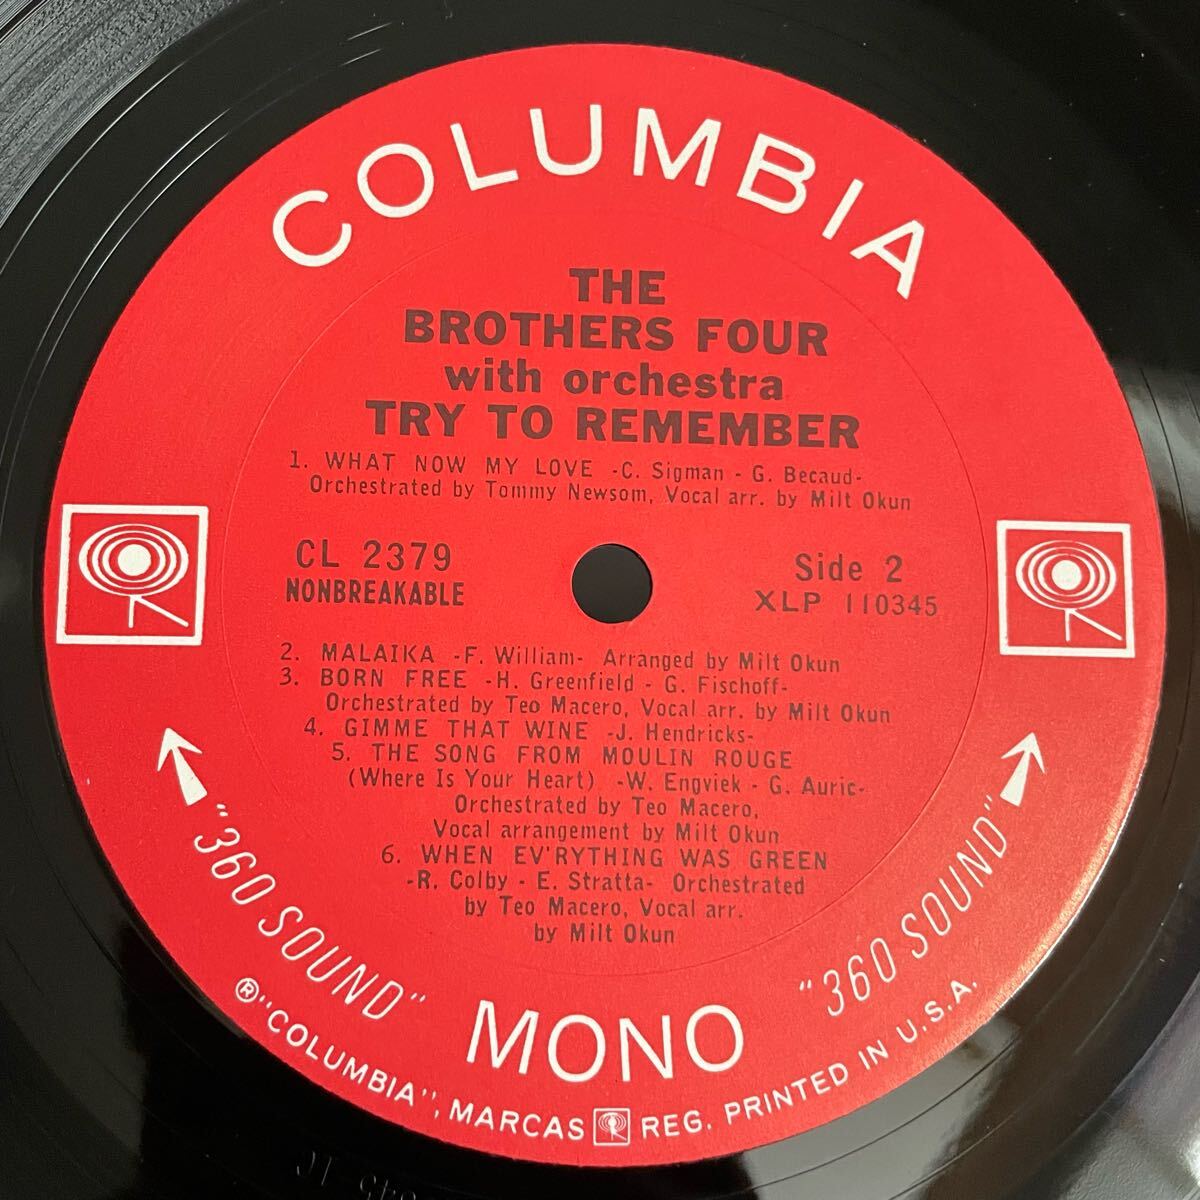 COLUMBIA
THE
BROTHERS FOUR
with orchestra
TRY TO REMEMBER
1. WHAT NOW MY LOVE -C. Sigman - G. Becaud-
Orchestrated by Tommy Newsom, Vocal arr. by Milt Okun
CL 2379
NONBREAKABLE
Side 2
XLP 110345
2. MALAIKA -F. William- Arranged by Milt Okun
3. BORN FREE -H. Greenfield - G. Fischoff-
Orchestrated by Teo Macero, Vocal arr. by Milt Okun
4. GIMME THAT WINE -J. Hendricks-
5. THE SONG FROM MOULIN ROUGE
(Where Is Your Heart) -W. Engviek - G. Auric-
Orchestrated by Teo Macero,
Vocal arrangement by Milt Okun
6. WHEN EV'RYTHING WAS GREEN
-R. Colby - E. Stratta- Orchestrated
by Teo Macero, Vocal arr.
by Milt Okun
"360 SOUND"
MONO
"360 SOUND"
®"COLUMBIA", MARCAS REG. PRINTED IN U.S.A.